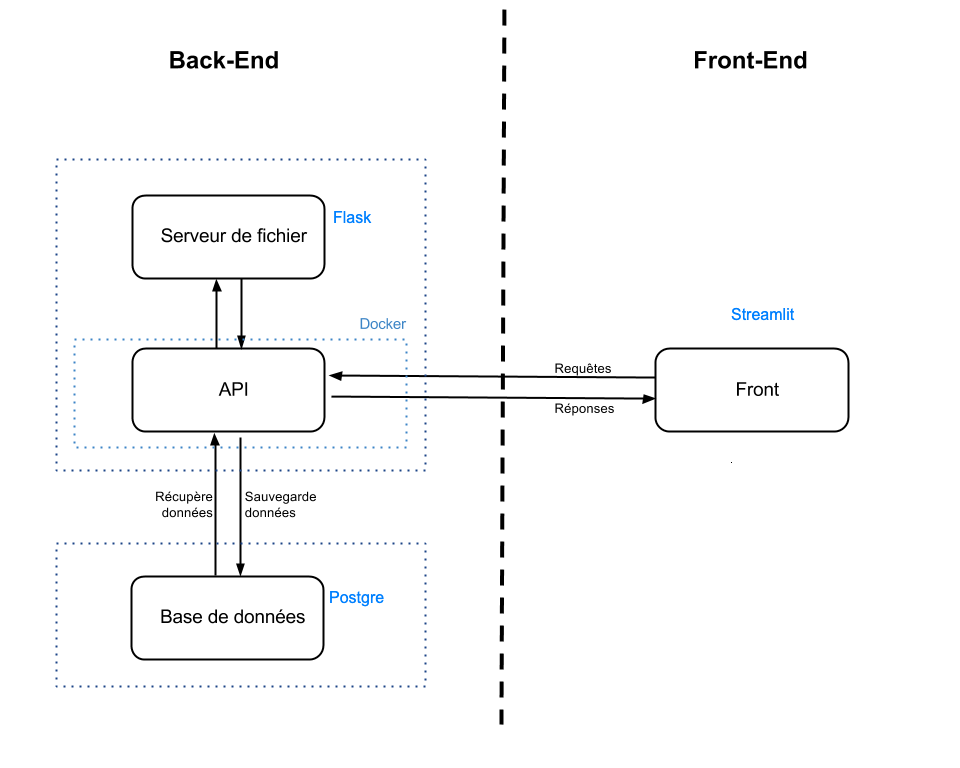 Back-End
Front-End
Serveur de fichier
Flask
Docker
Streamlit
API
Requêtes
Réponses
Front
Récupère
données
Sauvegarde
données
Base de données
Postgre